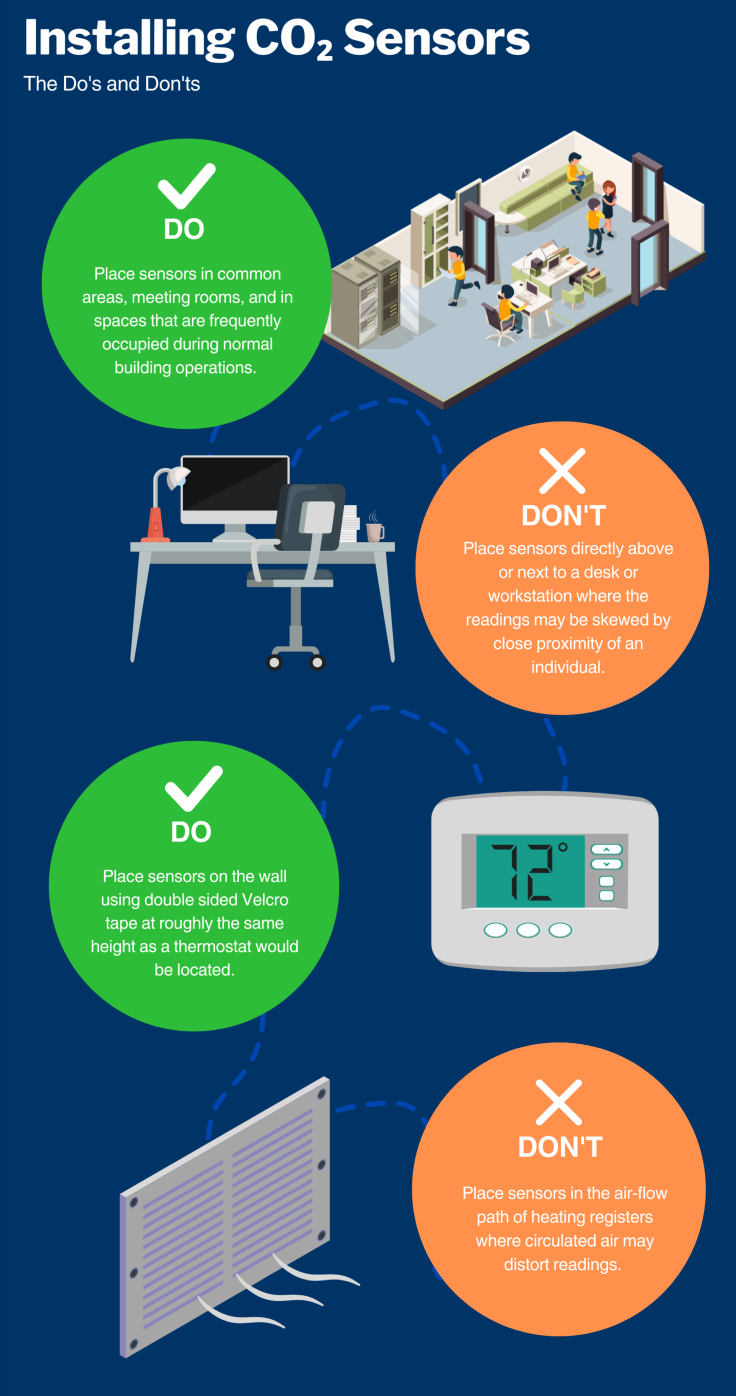 Installing CO₂ Sensors
The Do's and Don'ts
DO
Place sensors in common
areas, meeting rooms, and in
spaces that are frequently
occupied during normal
building operations.
DON'T
Place sensors directly above
or next to a desk or
workstation where the
readings may be skewed by
close proximity of an
individual.
DO
Place sensors on the wall
using double sided Velcro
tape at roughly the same
height as a thermostat would
be located.
72°
DON'T
Place sensors in the air-flow
path of heating registers
where circulated air may
distort readings.